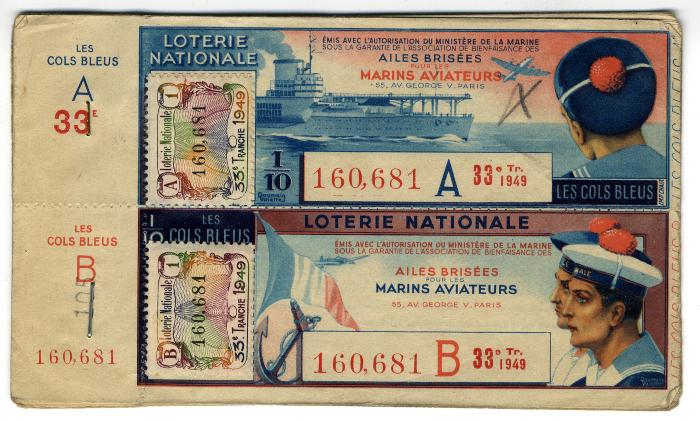 LES
COLS BLEUS
A
33E
LOTERIE
NATIONALE
ÉMIS AVEC L'AUTORISATION DU MINISTÈRE DE LA MARINE
SOUS LA GARANTIE DE L'ASSOCIATION DE BIENFAISANCE DES
AILES BRISÉES
POUR LES
MARINS AVIATEURS
55, AV. GEORGE V. PARIS
X
A Loterie Nationale 1
160,681
33e TRANCHE 1949
1/10
160,681 A 33e Tr.
1949
LES COLS BLEUS
LES
COLS BLEUS
B
160,681
LES
COLS BLEUS
LOTERIE NATIONALE
ÉMIS AVEC L'AUTORISATION DU MINISTÈRE DE LA MARINE
SOUS LA GARANTIE DE L'ASSOCIATION DE BIENFAISANCE DES
AILES BRISÉES
POUR LES
MARINS AVIATEURS
55, AV. GEORGE V. PARIS
B Loterie Nationale 1
160,681
1949
160,681 B 33e Tr.
1949